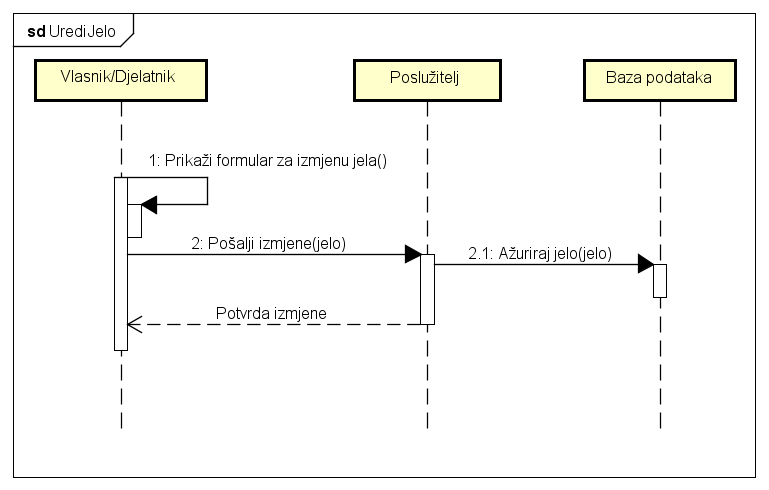 sd UrediJelo
Vlasnik/Djelatnik
Poslužitelj
Baza podataka
1: Prikaži formular za izmjenu jela()
2: Pošalji izmjene(jelo)
2.1: Ažuriraj jelo(jelo)
Potvrda izmjene